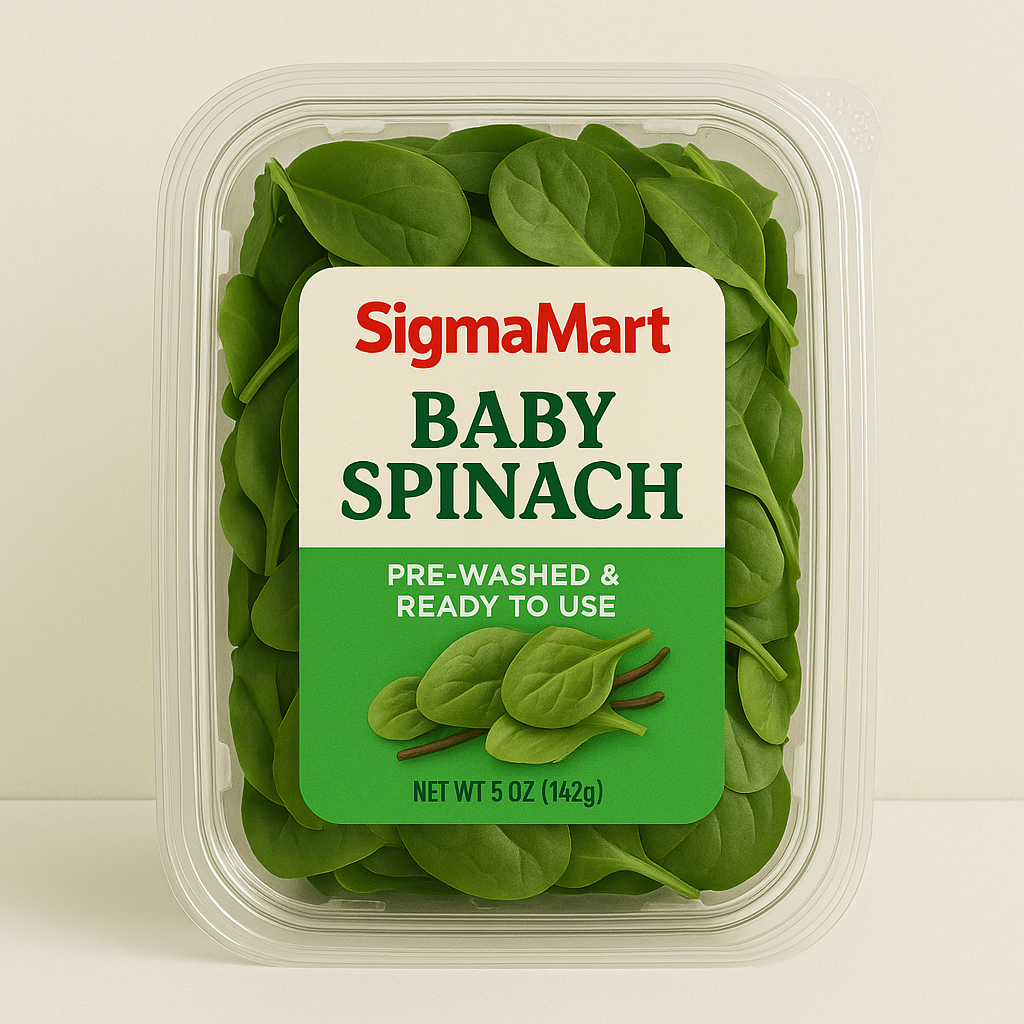 SigmaMart
BABY
SPINACH
PRE-WASHED &
READY TO USE
NET WT 5 OZ (142g)